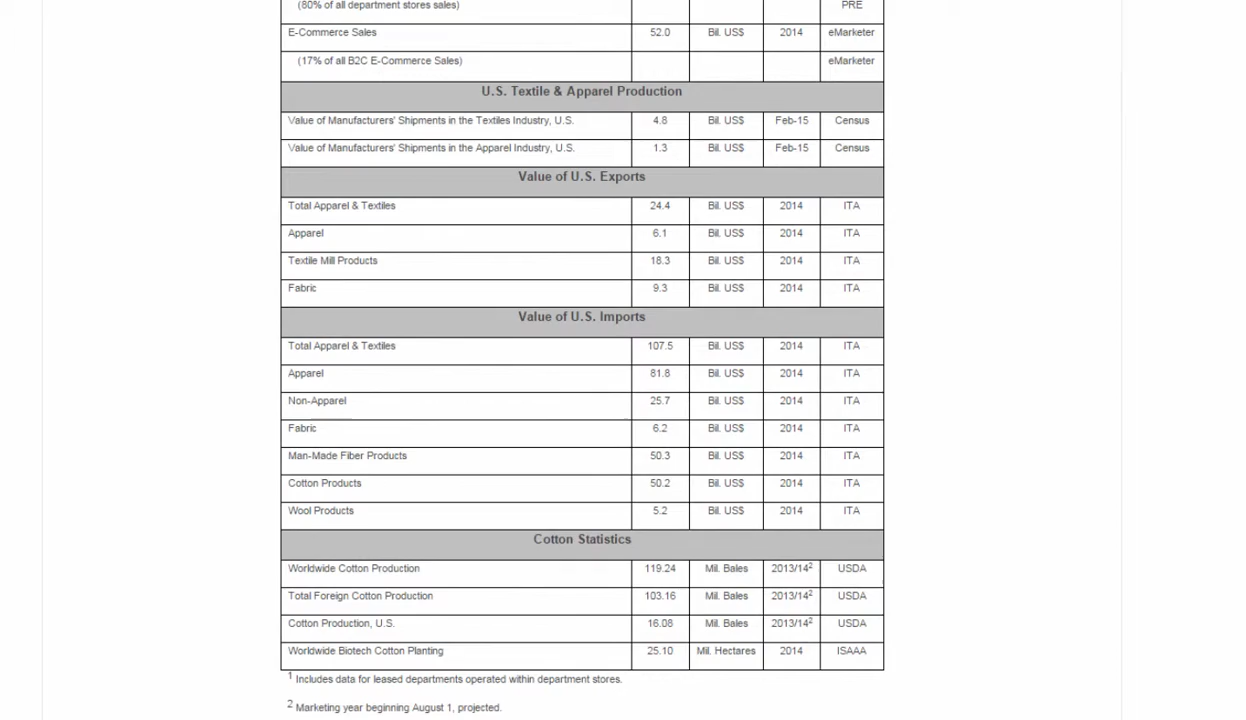 (80% of all department stores sales) PRE
E-Commerce Sales 52.0 Bil. US$ 2014 eMarketer
(17% of all B2C E-Commerce Sales) eMarketer
U.S. Textile & Apparel Production
Value of Manufacturers' Shipments in the Textiles Industry, U.S. 4.8 Bil. US$ Feb-15 Census
Value of Manufacturers' Shipments in the Apparel Industry, U.S. 1.3 Bil. US$ Feb-15 Census
Value of U.S. Exports
Total Apparel & Textiles 24.4 Bil. US$ 2014 ITA
Apparel 6.1 Bil. US$ 2014 ITA
Textile Mill Products 18.3 Bil. US$ 2014 ITA
Fabric 9.3 Bil. US$ 2014 ITA
Value of U.S. Imports
Total Apparel & Textiles 107.5 Bil. US$ 2014 ITA
Apparel 81.8 Bil. US$ 2014 ITA
Non-Apparel 25.7 Bil. US$ 2014 ITA
Fabric 6.2 Bil. US$ 2014 ITA
Man-Made Fiber Products 50.3 Bil. US$ 2014 ITA
Cotton Products 50.2 Bil. US$ 2014 ITA
Wool Products 5.2 Bil. US$ 2014 ITA
Cotton Statistics
Worldwide Cotton Production 119.24 Mil. Bales 2013/14² USDA
Total Foreign Cotton Production 103.16 Mil. Bales 2013/14² USDA
Cotton Production, U.S. 16.08 Mil. Bales 2013/14² USDA
Worldwide Biotech Cotton Planting 25.10 Mil. Hectares 2014 ISAAA
¹ Includes data for leased departments operated within department stores.
² Marketing year beginning August 1, projected.